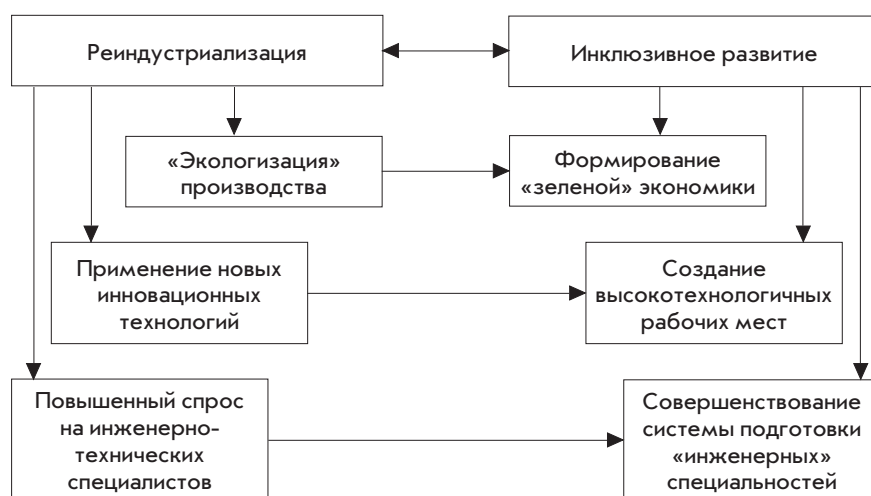 Реиндустриализация
Инклюзивное развитие
«Экологизация»
производства
Формирование
«зеленой» экономики
Применение новых
инновационных
технологий
Создание
высокотехнологичных
рабочих мест
Повышенный спрос
на инженерно-
технических
специалистов
Совершенствование
системы подготовки
«инженерных»
специальностей